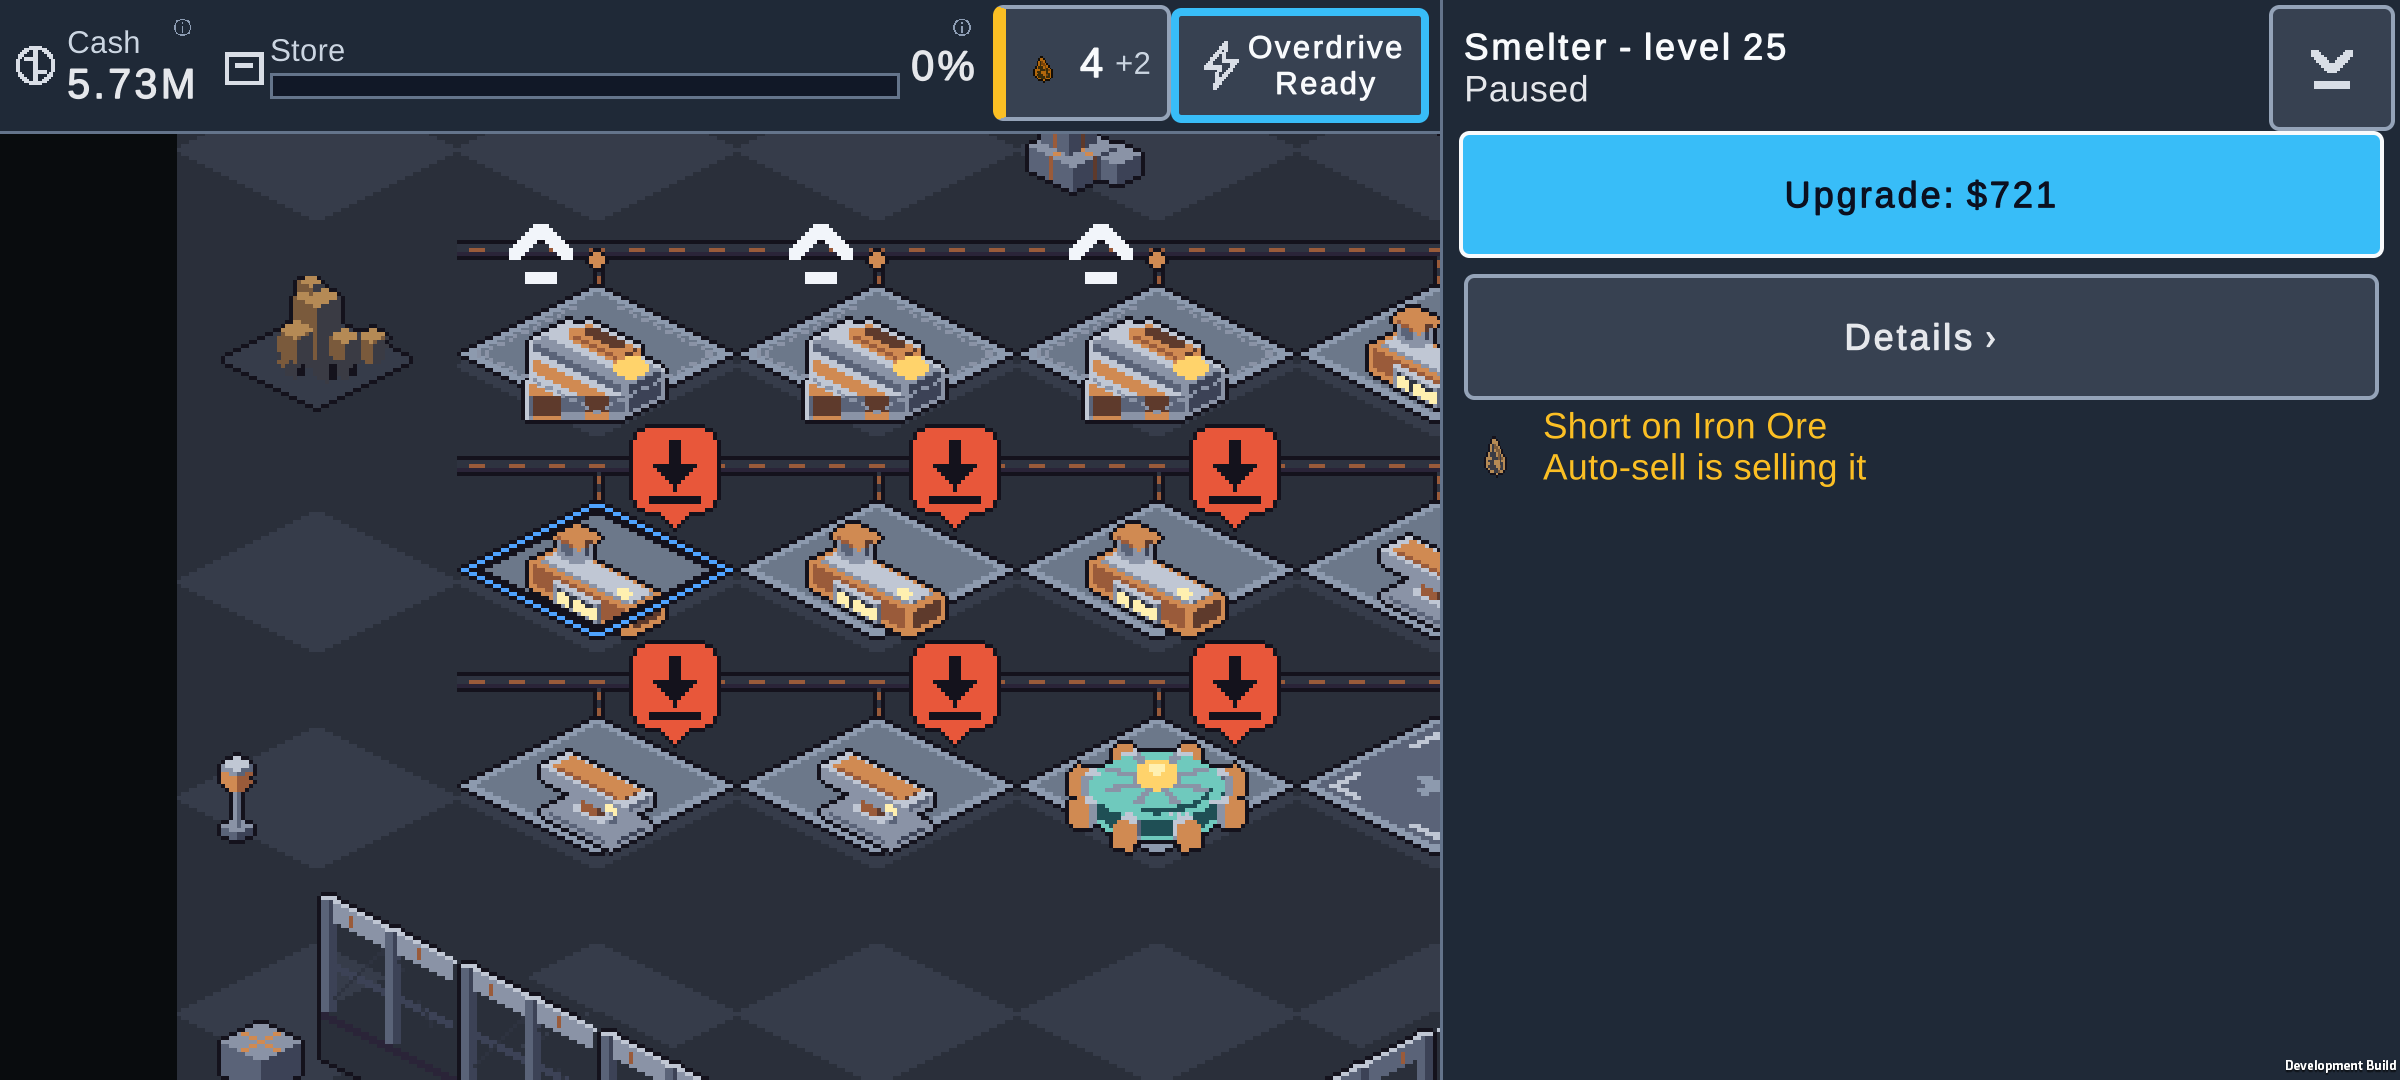 Cash
5.73M
Store
0%
4 +2
Overdrive
Ready
Smelter - level 25
Paused
Upgrade: $721
Details ›
Short on Iron Ore
Auto-sell is selling it
Development Build